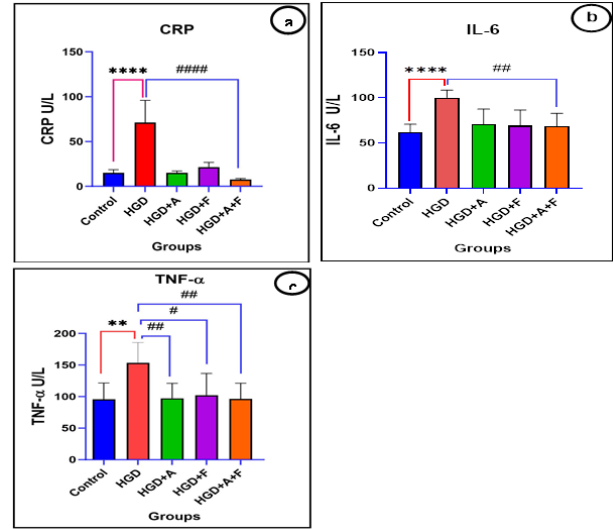 a
CRP
150
100
50
0
CRP U/L
****
####
Control
HGD
HGD+A
HGD+F
HGD+A+F
Groups
b
IL-6
150
100
50
0
IL-6 U/L
****
##
Control
HGD
HGD+A
HGD+F
HGD+A+F
Groups
c
TNF-α
200
150
100
50
0
TNF-α U/L
**
##
#
##
Control
HGD
HGD+A
HGD+F
HGD+A+F
Groups